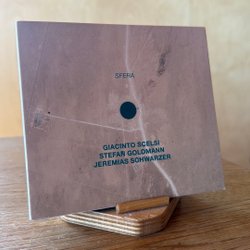 SFERA
GIACINTO SCELSI
STEFAN GOLDMANN
JEREMIAS SCHWARZER